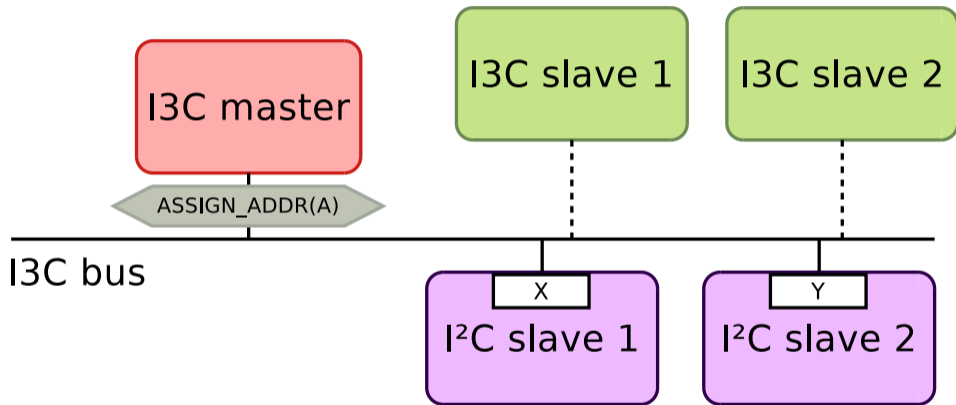 I3C master
I3C slave 1
I3C slave 2
ASSIGN_ADDR(A)
I3C bus
X
Y
I²C slave 1
I²C slave 2